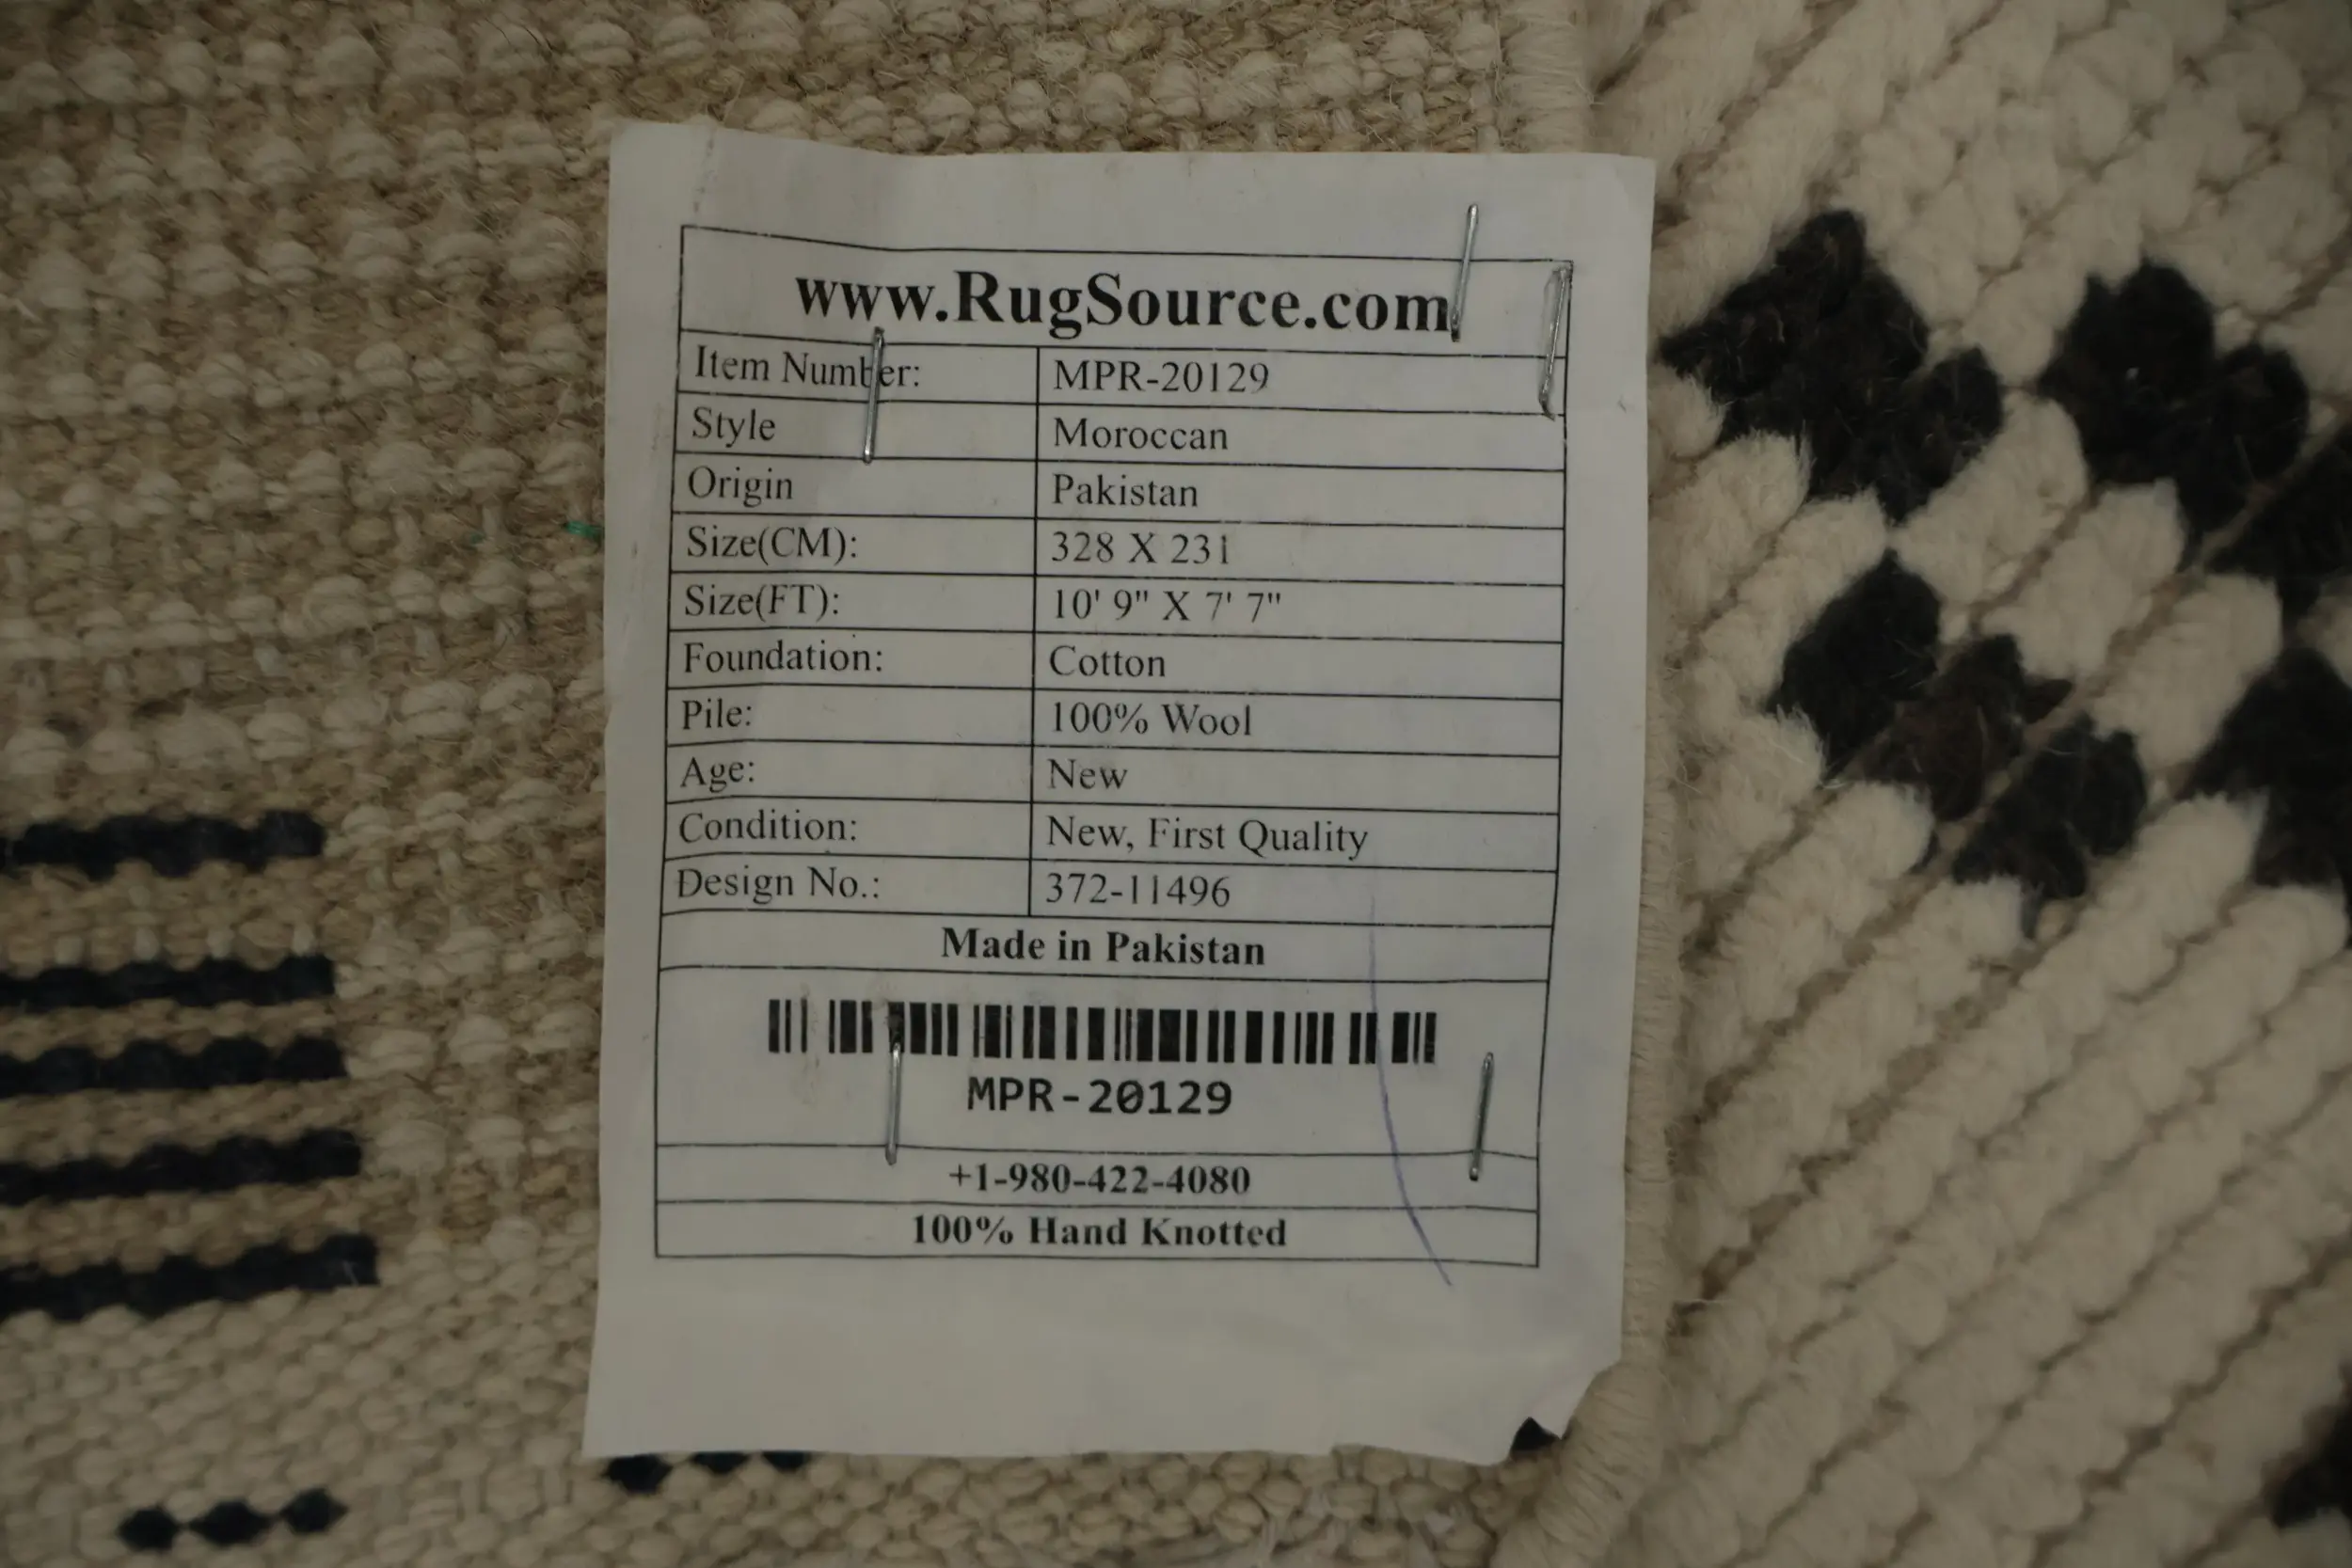 www.RugSource.com
Item Number: MPR-20129
Style Moroccan
Origin Pakistan
Size(CM): 328 X 231
Size(FT): 10' 9" X 7' 7"
Foundation: Cotton
Pile: 100% Wool
Age: New
Condition: New, First Quality
Design No.: 372-11496
Made in Pakistan
MPR-20129
+1-980-422-4080
100% Hand Knotted